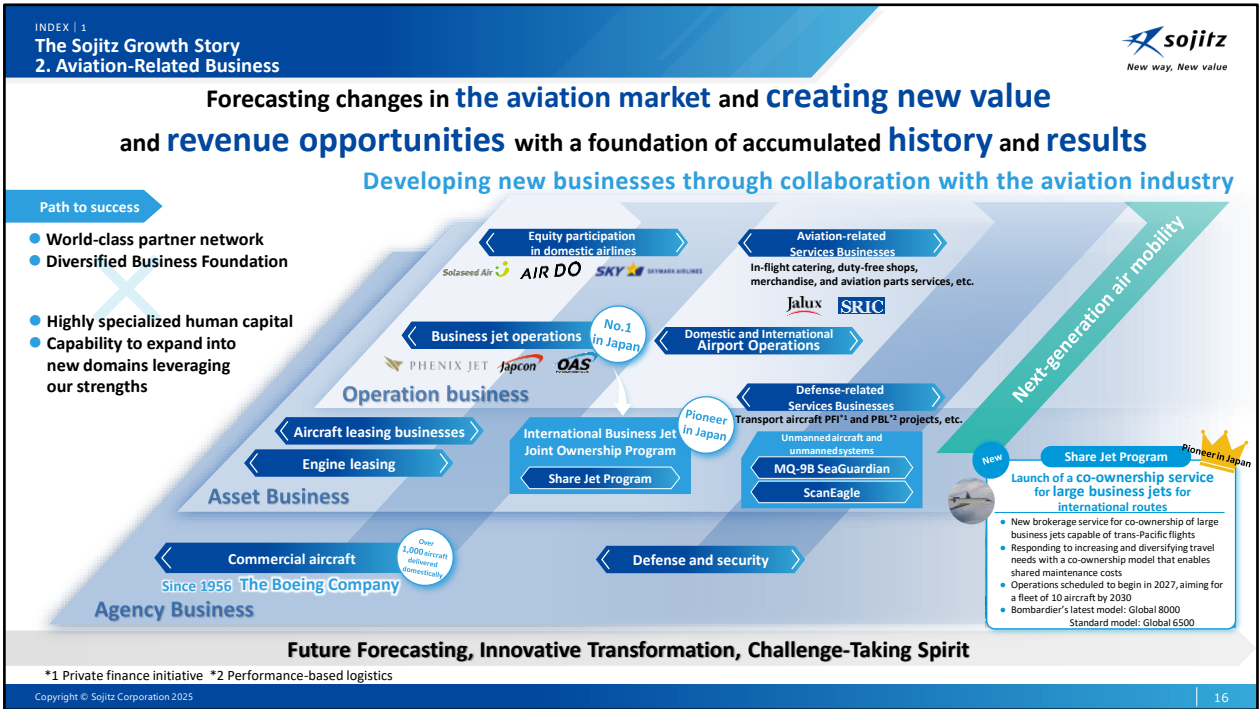 INDEX | 1
The Sojitz Growth Story
2. Aviation-Related Business
sojitz
New way, New value
Forecasting changes in the aviation market and creating new value
and revenue opportunities with a foundation of accumulated history and results
Developing new businesses through collaboration with the aviation industry
Path to success
World-class partner network
Diversified Business Foundation
Highly specialized human capital
Capability to expand into
new domains leveraging
our strengths
Equity participation
in domestic airlines
Solaseed Air
AIR DO
SKY SKYMARK AIRLINES
Aviation-related
Services Businesses
In-flight catering, duty-free shops,
merchandise, and aviation parts services, etc.
Jalux
SRIC
Business jet operations
No.1
in Japan
PHENIX JET
Japcon
OAS
Domestic and International
Airport Operations
Operation business
Next-generation air mobility
Defense-related
Services Businesses
Transport aircraft PFI*1 and PBL*2 projects, etc.
Aircraft leasing businesses
Engine leasing
Asset Business
International Business Jet
Joint Ownership Program
Share Jet Program
Pioneer
in Japan
Unmanned aircraft and
unmanned systems
MQ-9B SeaGuardian
ScanEagle
Commercial aircraft
Over
1,000 aircraft
delivered
domestically
Since 1956 The Boeing Company
Agency Business
Defense and security
New
Share Jet Program
Pioneer in Japan
Launch of a co-ownership service
for large business jets for
international routes
New brokerage service for co-ownership of large
business jets capable of trans-Pacific flights
Responding to increasing and diversifying travel
needs with a co-ownership model that enables
shared maintenance costs
Operations scheduled to begin in 2027, aiming for
a fleet of 10 aircraft by 2030
Bombardier's latest model: Global 8000
Standard model: Global 6500
Future Forecasting, Innovative Transformation, Challenge-Taking Spirit
*1 Private finance initiative *2 Performance-based logistics
Copyright © Sojitz Corporation 2025
16